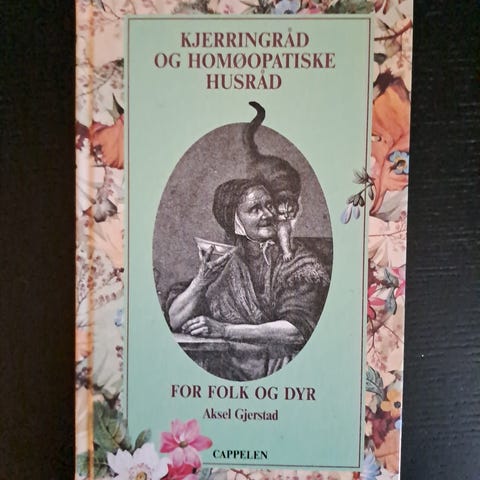 KJERRINGRÅD
OG HOMØOPATISKE
HUSRÅD
FOR FOLK OG DYR
Aksel Gjerstad
CAPPELEN